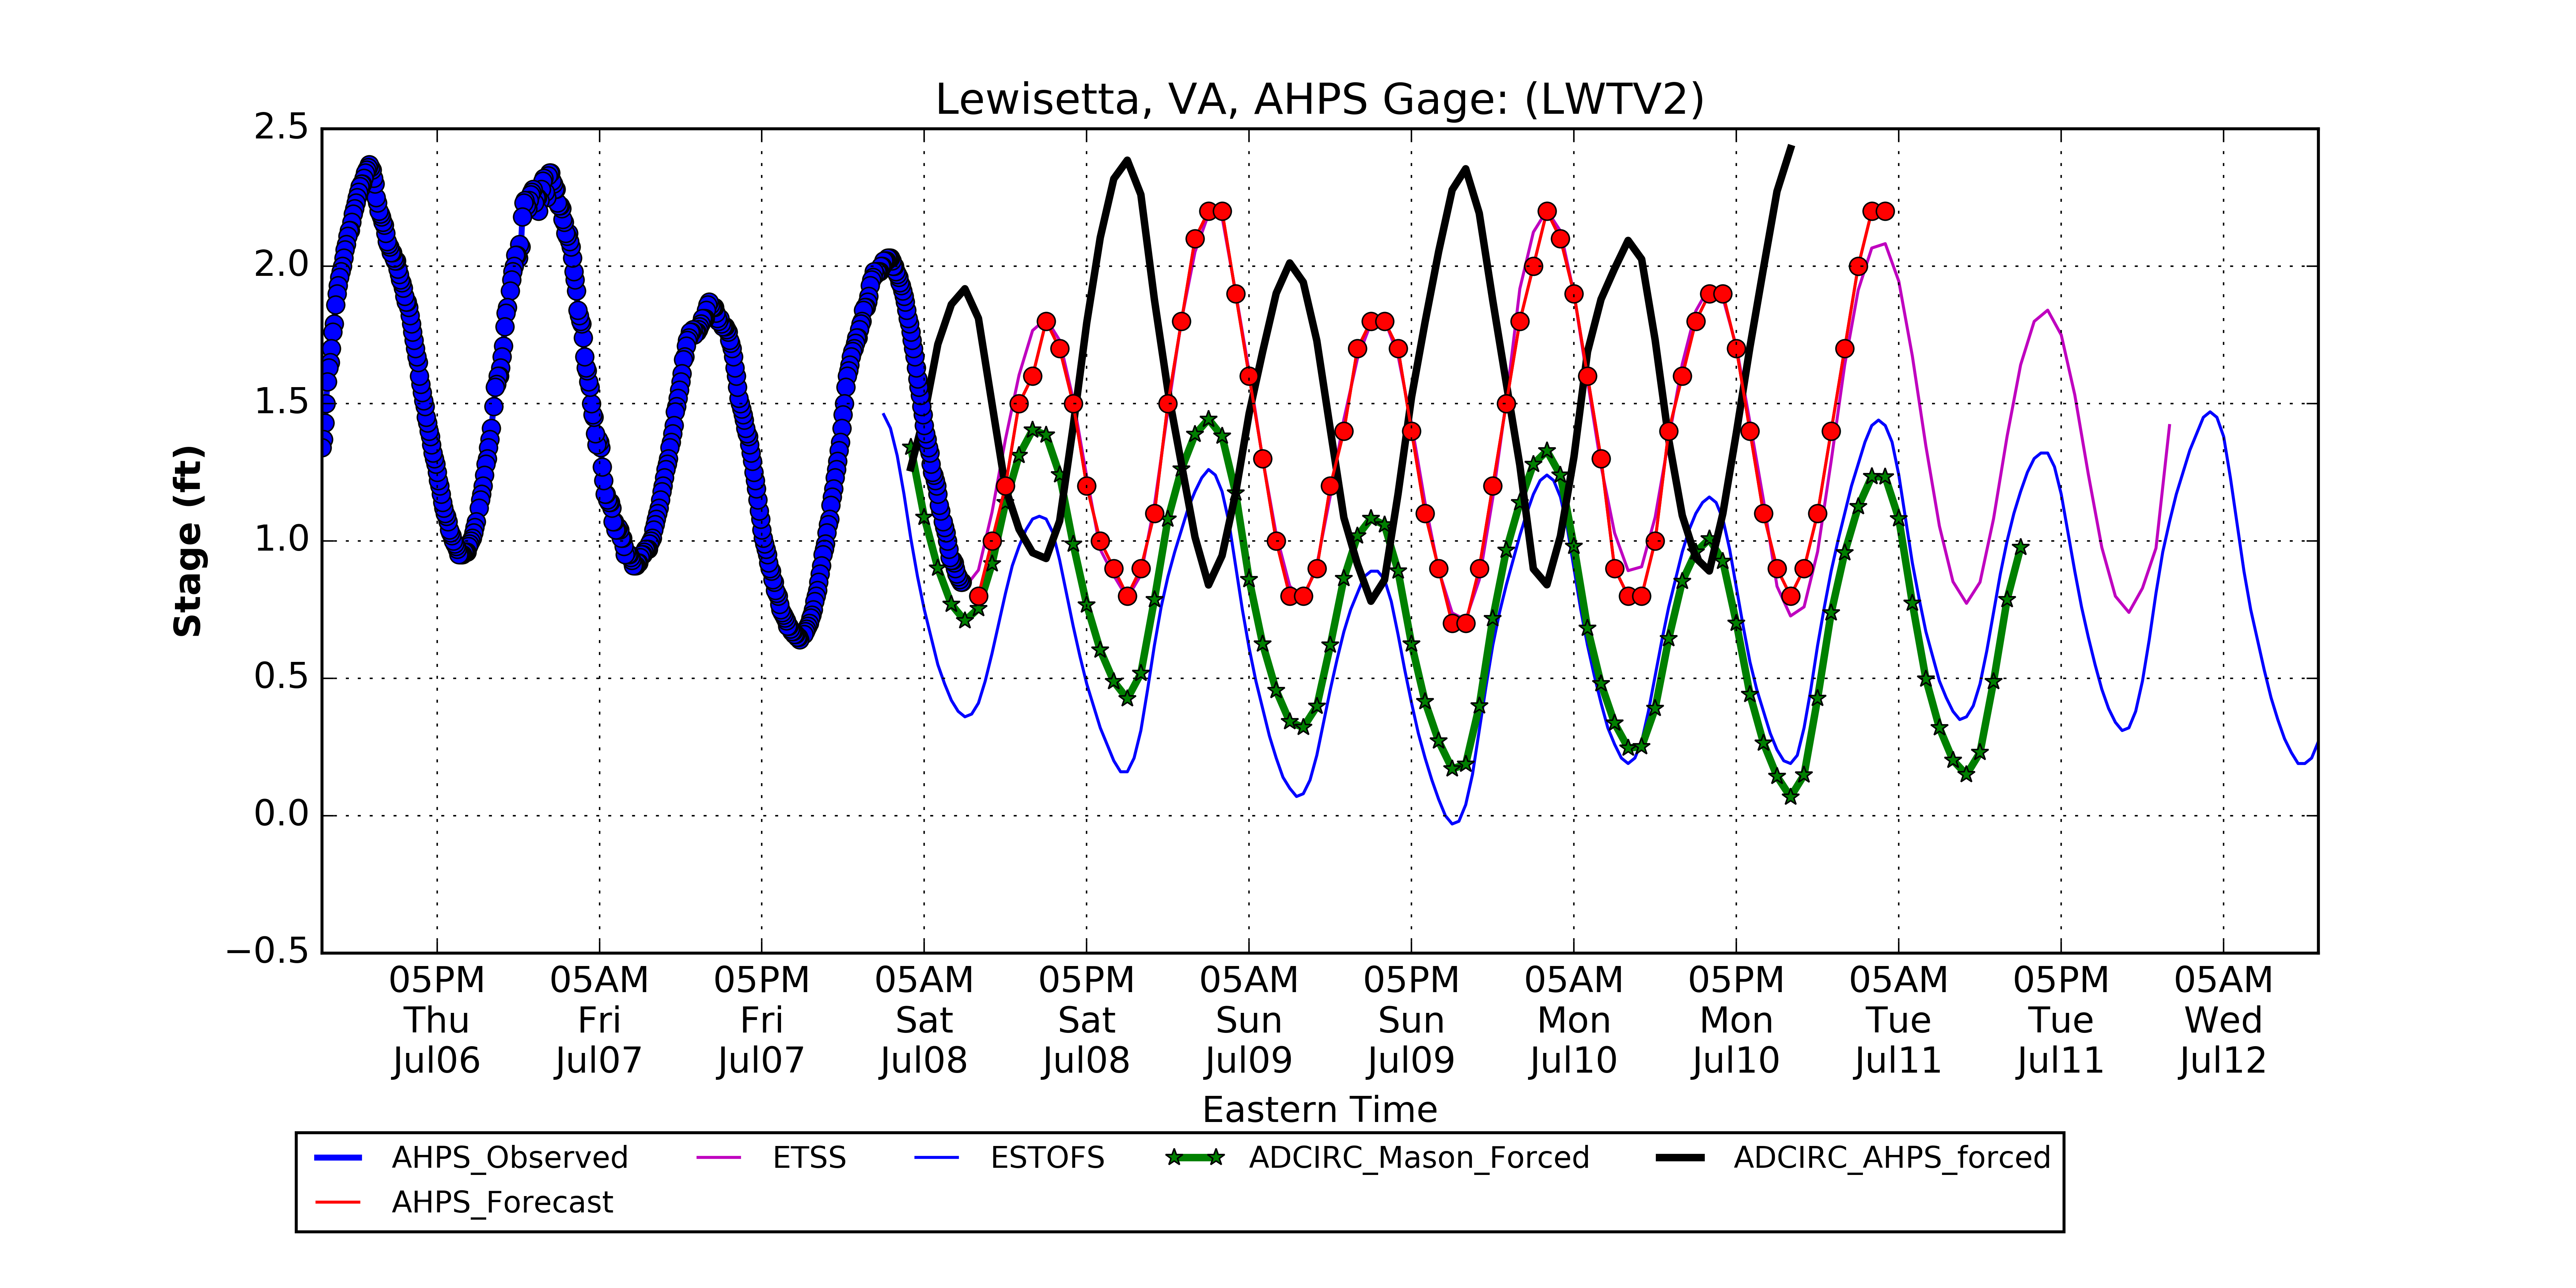 Lewisetta, VA, AHPS Gage: (LWTV2)
2.5
2.0
1.5
1.0
0.5
0.0
−0.5
Stage (ft)
05PM 05AM 05PM 05AM 05PM 05AM 05PM 05AM 05PM 05AM 05PM 05AM
Thu Fri Fri Sat Sat Sun Sun Mon Mon Tue Tue Wed
Jul06 Jul07 Jul07 Jul08 Jul08 Jul09 Jul09 Jul10 Jul10 Jul11 Jul11 Jul12
Eastern Time
AHPS_Observed ETSS ESTOFS ADCIRC_Mason_Forced ADCIRC_AHPS_forced
AHPS_Forecast